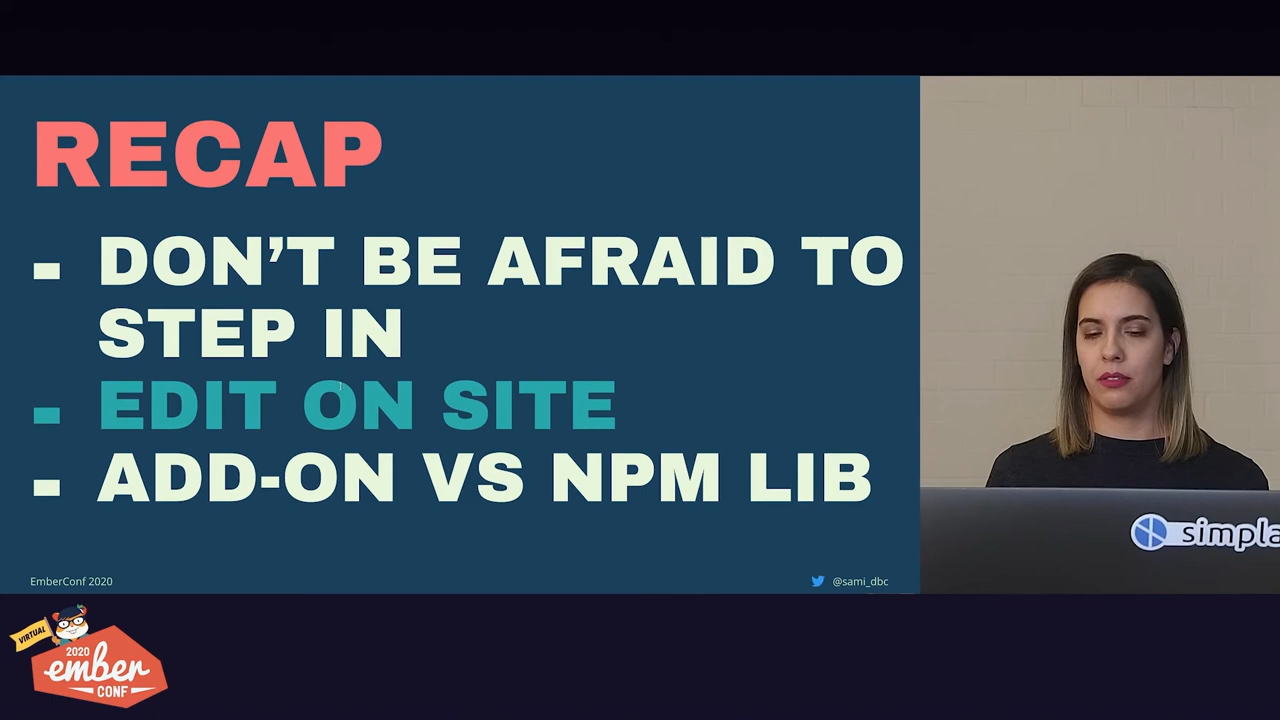 RECAP
- DON'T BE AFRAID TO
STEP IN
- EDIT ON SITE
- ADD-ON VS NPM LIB
EmberConf 2020
@sami_dbc
simpla
VIRTUAL
2020
ember
CONF